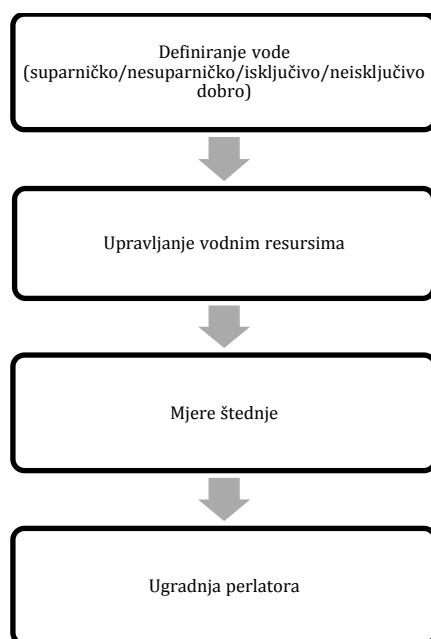 Definiranje vode
(suparničko/nesuparničko/isključivo/neisključivo
dobro)
Upravljanje vodnim resursima
Mjere štednje
Ugradnja perlatora